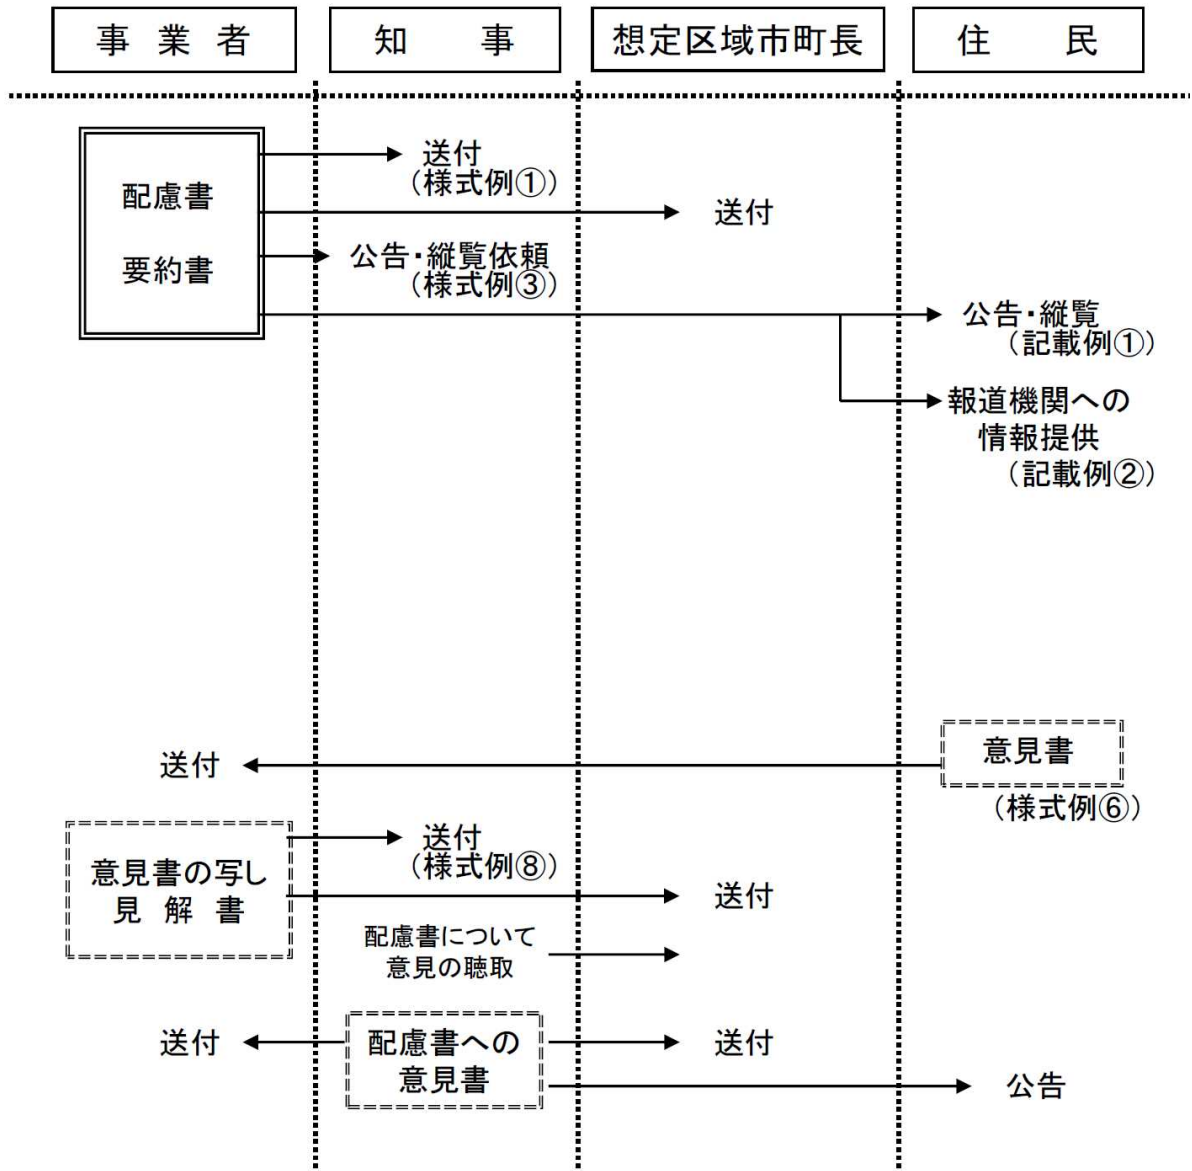 事 業 者
知 事
想定区域市町長
住 民
配慮書
要約書
送付
(様式例①)
送付
公告・縦覧依頼
(様式例③)
公告・縦覧
(記載例①)
報道機関への
情報提供
(記載例②)
意見書
(様式例⑥)
送付
意見書の写し
見 解 書
送付
(様式例⑧)
送付
配慮書について
意見の聴取
送付
配慮書への
意見書
送付
公告